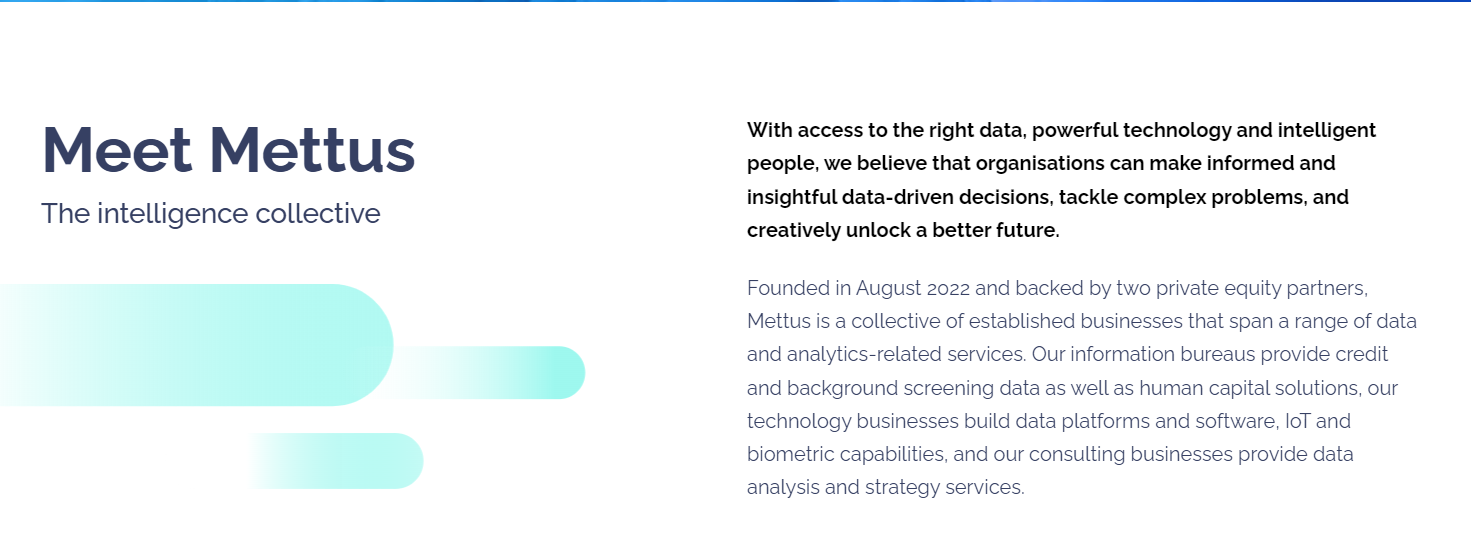 Meet Mettus
The intelligence collective
With access to the right data, powerful technology and intelligent
people, we believe that organisations can make informed and
insightful data-driven decisions, tackle complex problems, and
creatively unlock a better future.
Founded in August 2022 and backed by two private equity partners,
Mettus is a collective of established businesses that span a range of data
and analytics-related services. Our information bureaus provide credit
and background screening data as well as human capital solutions, our
technology businesses build data platforms and software, IoT and
biometric capabilities, and our consulting businesses provide data
analysis and strategy services.